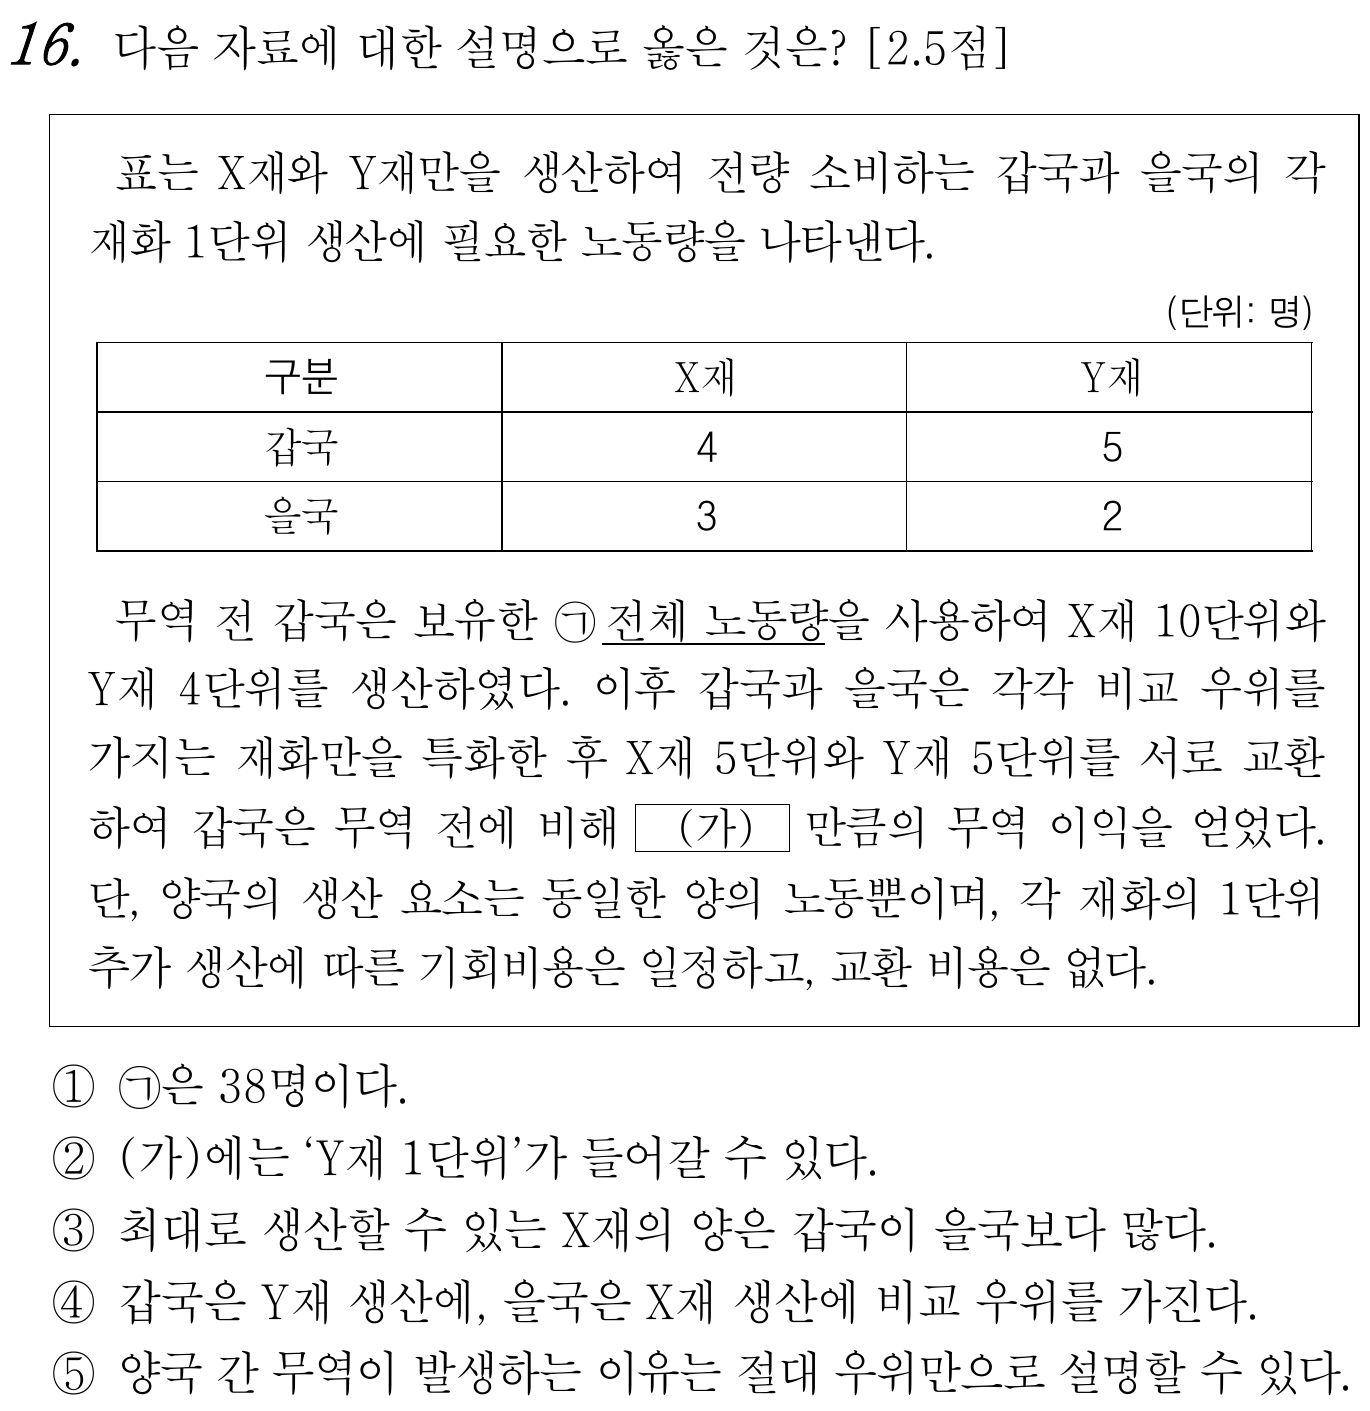 16. 다음 자료에 대한 설명으로 옳은 것은? [2.5점]
표는 X재와 Y재만을 생산하여 전량 소비하는 갑국과 을국의 각
재화 1단위 생산에 필요한 노동량을 나타낸다.
(단위: 명)
구분 X재 Y재
갑국 4 5
을국 3 2
무역 전 갑국은 보유한 ㉠ 전체 노동량을 사용하여 X재 10단위와
Y재 4단위를 생산하였다. 이후 갑국과 을국은 각각 비교 우위를
가지는 재화만을 특화한 후 X재 5단위와 Y재 5단위를 서로 교환
하여 갑국은 무역 전에 비해 (가) 만큼의 무역 이익을 얻었다.
단, 양국의 생산 요소는 동일한 양의 노동뿐이며, 각 재화의 1단위
추가 생산에 따른 기회비용은 일정하고, 교환 비용은 없다.
① ㉠은 38명이다.
② (가)에는 ‘Y재 1단위’가 들어갈 수 있다.
③ 최대로 생산할 수 있는 X재의 양은 갑국이 을국보다 많다.
④ 갑국은 Y재 생산에, 을국은 X재 생산에 비교 우위를 가진다.
⑤ 양국 간 무역이 발생하는 이유는 절대 우위만으로 설명할 수 있다.